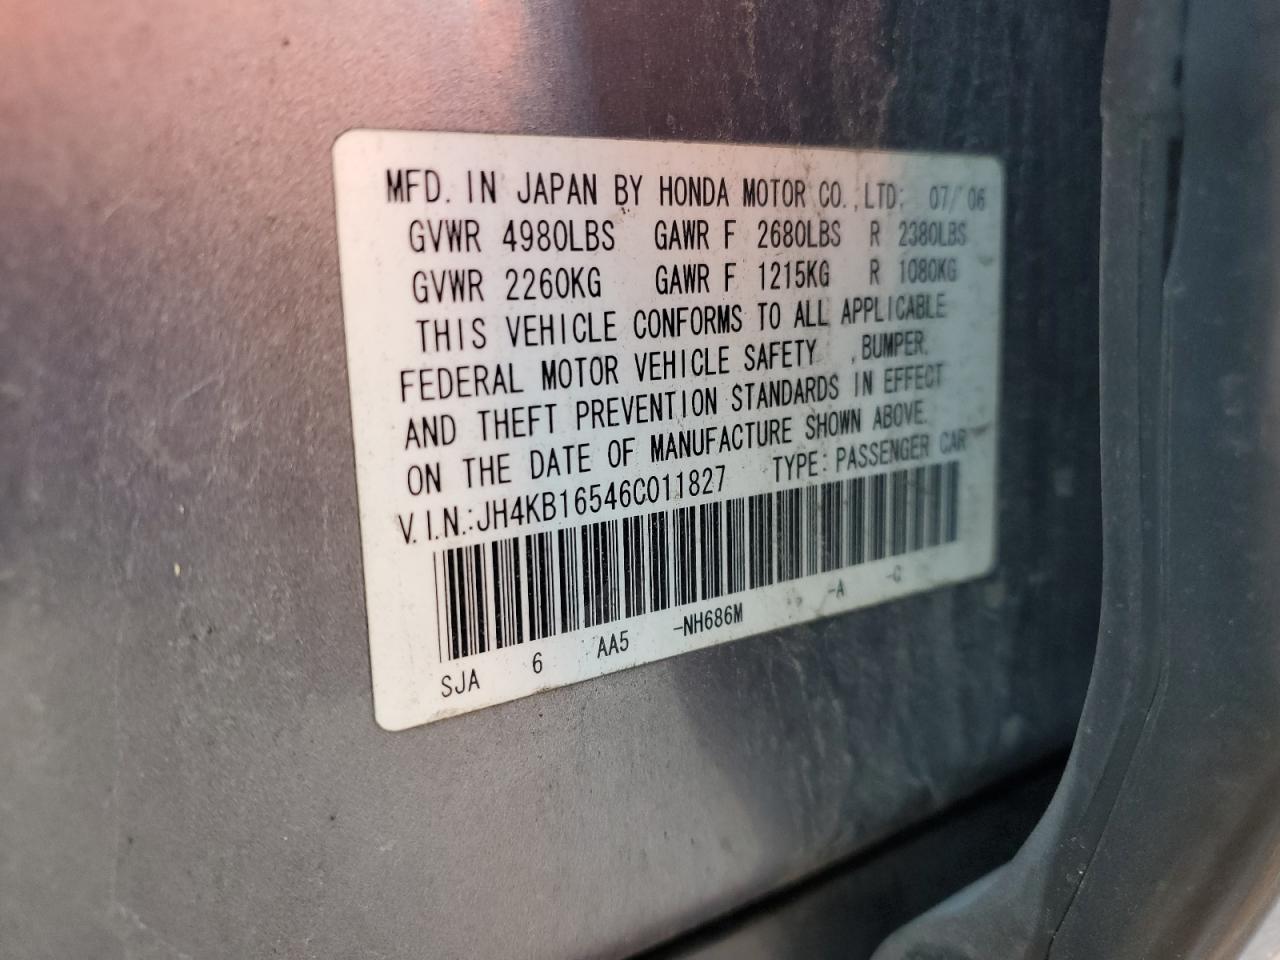 MFD. IN JAPAN BY HONDA MOTOR CO., LTD. 07/'06
GVWR 4980LBS GAWR F 2680LBS R 2380LBS
GVWR 2260KG GAWR F 1215KG R 1080KG
THIS VEHICLE CONFORMS TO ALL APPLICABLE
FEDERAL MOTOR VEHICLE SAFETY , BUMPER,
AND THEFT PREVENTION STANDARDS IN EFFECT
ON THE DATE OF MANUFACTURE SHOWN ABOVE.
V.I.N.:JH4KB16546C011827 TYPE: PASSENGER CAR
SJA 6 AA5 -NH686M -A -C